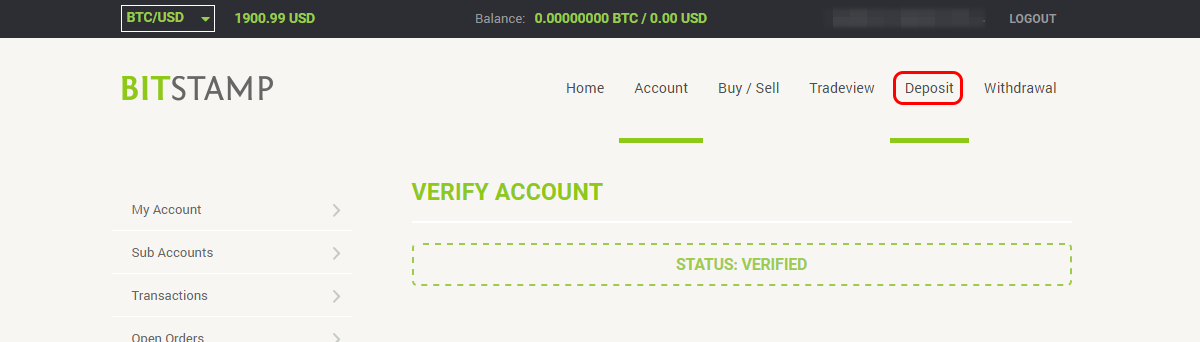 BTC/USD 1900.99 USD Balance: 0.00000000 BTC / 0.00 USD LOGOUT
BITSTAMP Home Account Buy / Sell Tradeview Deposit Withdrawal
VERIFY ACCOUNT
My Account
Sub Accounts
STATUS: VERIFIED
Transactions
Open Orders